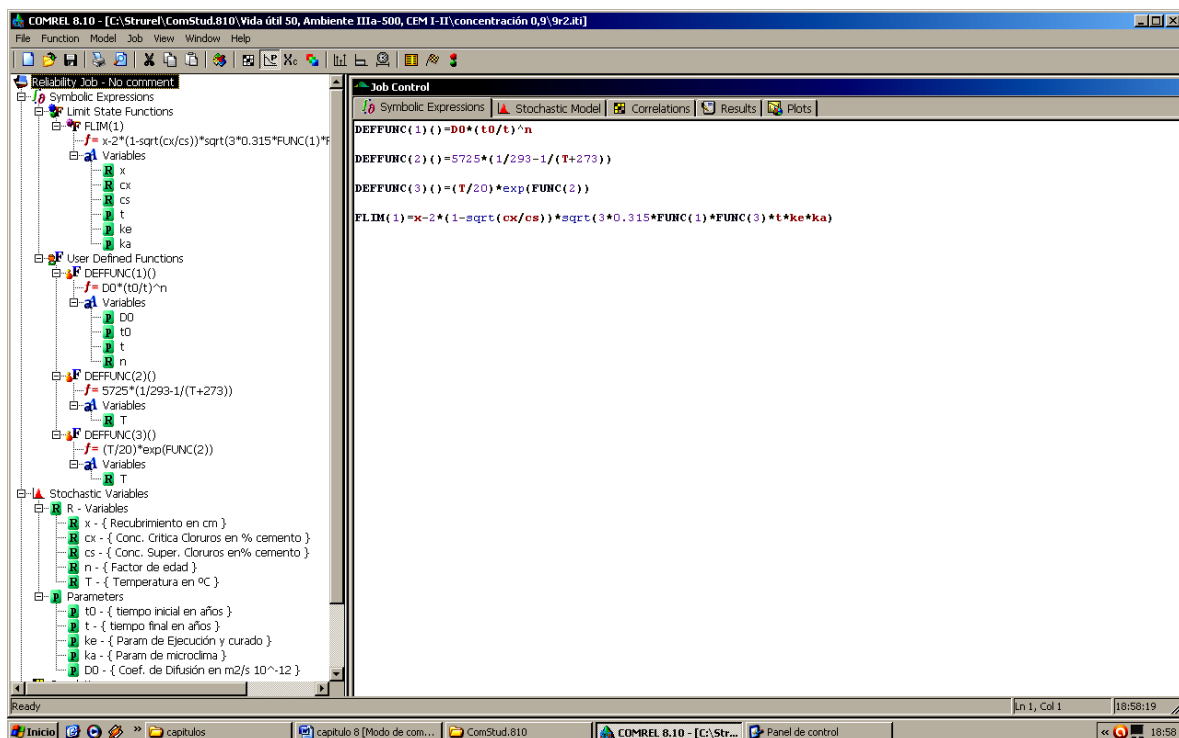 COMREL 8.10 - [C:\Strurel\ComStud.810\Vida útil 50, Ambiente IIIa-500, CEM I-II\concentración 0,9\9r2.iti]
File Function Model Job View Window Help
Reliability Job - No comment
Symbolic Expressions
Limit State Functions
FLIM(1)
f= x-2*(1-sqrt(cx/cs))*sqrt(3*0.315*FUNC(1)*F
Variables
R x
R cx
R cs
P t
P ke
P ka
User Defined Functions
DEFFUNC(1)()
f= D0*(t0/t)^n
Variables
P D0
P t0
P t
R n
DEFFUNC(2)()
f= 5725*(1/293-1/(T+273))
Variables
R T
DEFFUNC(3)()
f= (T/20)*exp(FUNC(2))
Variables
R T
Stochastic Variables
R R - Variables
R x - { Recubrimiento en cm }
R cx - { Conc. Critica Cloruros en % cemento }
R cs - { Conc. Super. Cloruros en% cemento }
R n - { Factor de edad }
R T - { Temperatura en ºC }
P Parameters
P t0 - { tiempo inicial en años }
P t - { tiempo final en años }
P ke - { Param de Ejecución y curado }
P ka - { Param de microclima }
P D0 - { Coef. de Difusión en m2/s 10^-12 }
Job Control
Symbolic Expressions Stochastic Model Correlations Results Plots
DEFFUNC(1)()=D0*(t0/t)^n
DEFFUNC(2)()=5725*(1/293-1/(T+273))
DEFFUNC(3)()=(T/20)*exp(FUNC(2))
FLIM(1)=x-2*(1-sqrt(cx/cs))*sqrt(3*0.315*FUNC(1)*FUNC(3)*t*ke*ka)
Ready Ln 1, Col 1 18:58:19
Inicio » capitulos capitulo 8 [Modo de com... ComStud.810 COMREL 8.10 - [C:\Str... Panel de control « 18:58